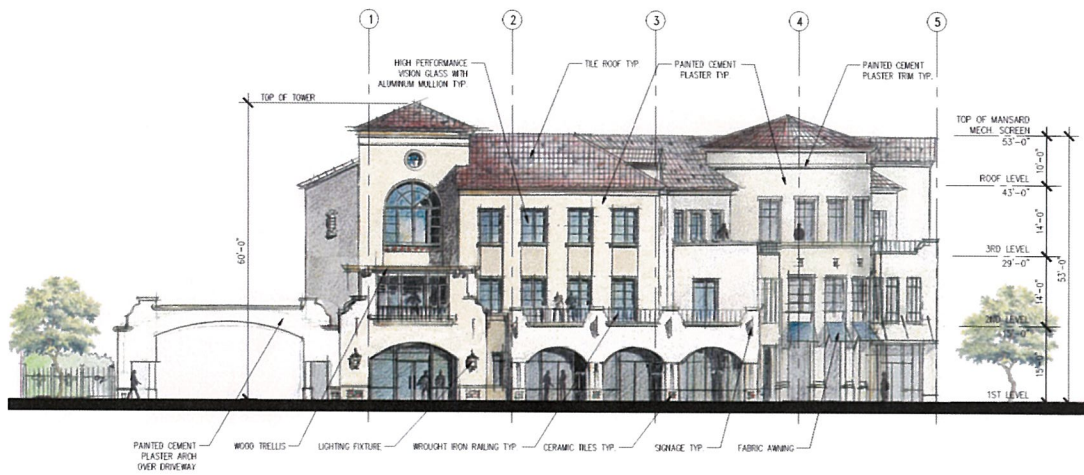 1
2
3
4
5
HIGH PERFORMANCE
VISION GLASS WITH
ALUMINUM MULLION TYP.
TILE ROOF TYP
PAINTED CEMENT
PLASTER TYP
PAINTED CEMENT
PLASTER TRIM TYP.
TOP OF TOWER
60'-0"
TOP OF MANSARD
MECH. SCREEN
53'-0"
10'-0"
ROOF LEVEL
43'-0"
14'-0"
3RD LEVEL
29'-0"
53'-0"
14'-0"
2ND LEVEL
15'-0"
1ST LEVEL
PAINTED CEMENT
PLASTER ARCH
OVER DRIVEWAY
WOOD TRELLIS
LIGHTING FIXTURE
WROUGHT IRON RAILING TYP.
CERAMIC TILES TYP.
SIGNAGE TYP.
FABRIC AWNING